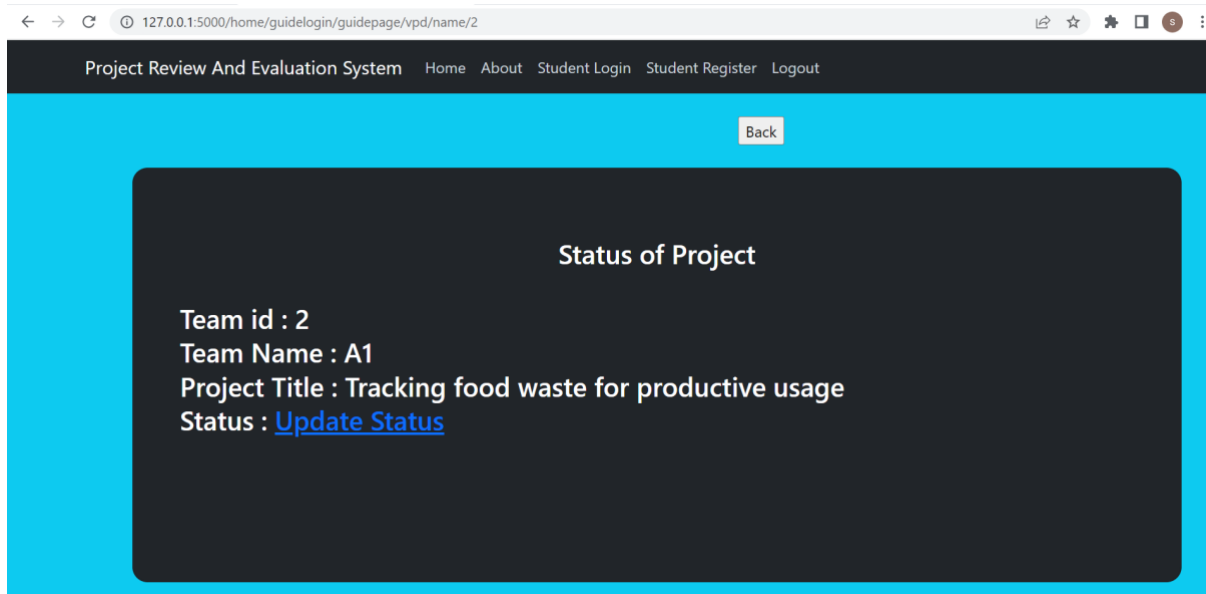 127.0.0.1:5000/home/guidelogin/guidepage/vpd/name/2
S
Project Review And Evaluation System Home About Student Login Student Register Logout
Back
Status of Project
Team id : 2
Team Name : A1
Project Title : Tracking food waste for productive usage
Status : Update Status